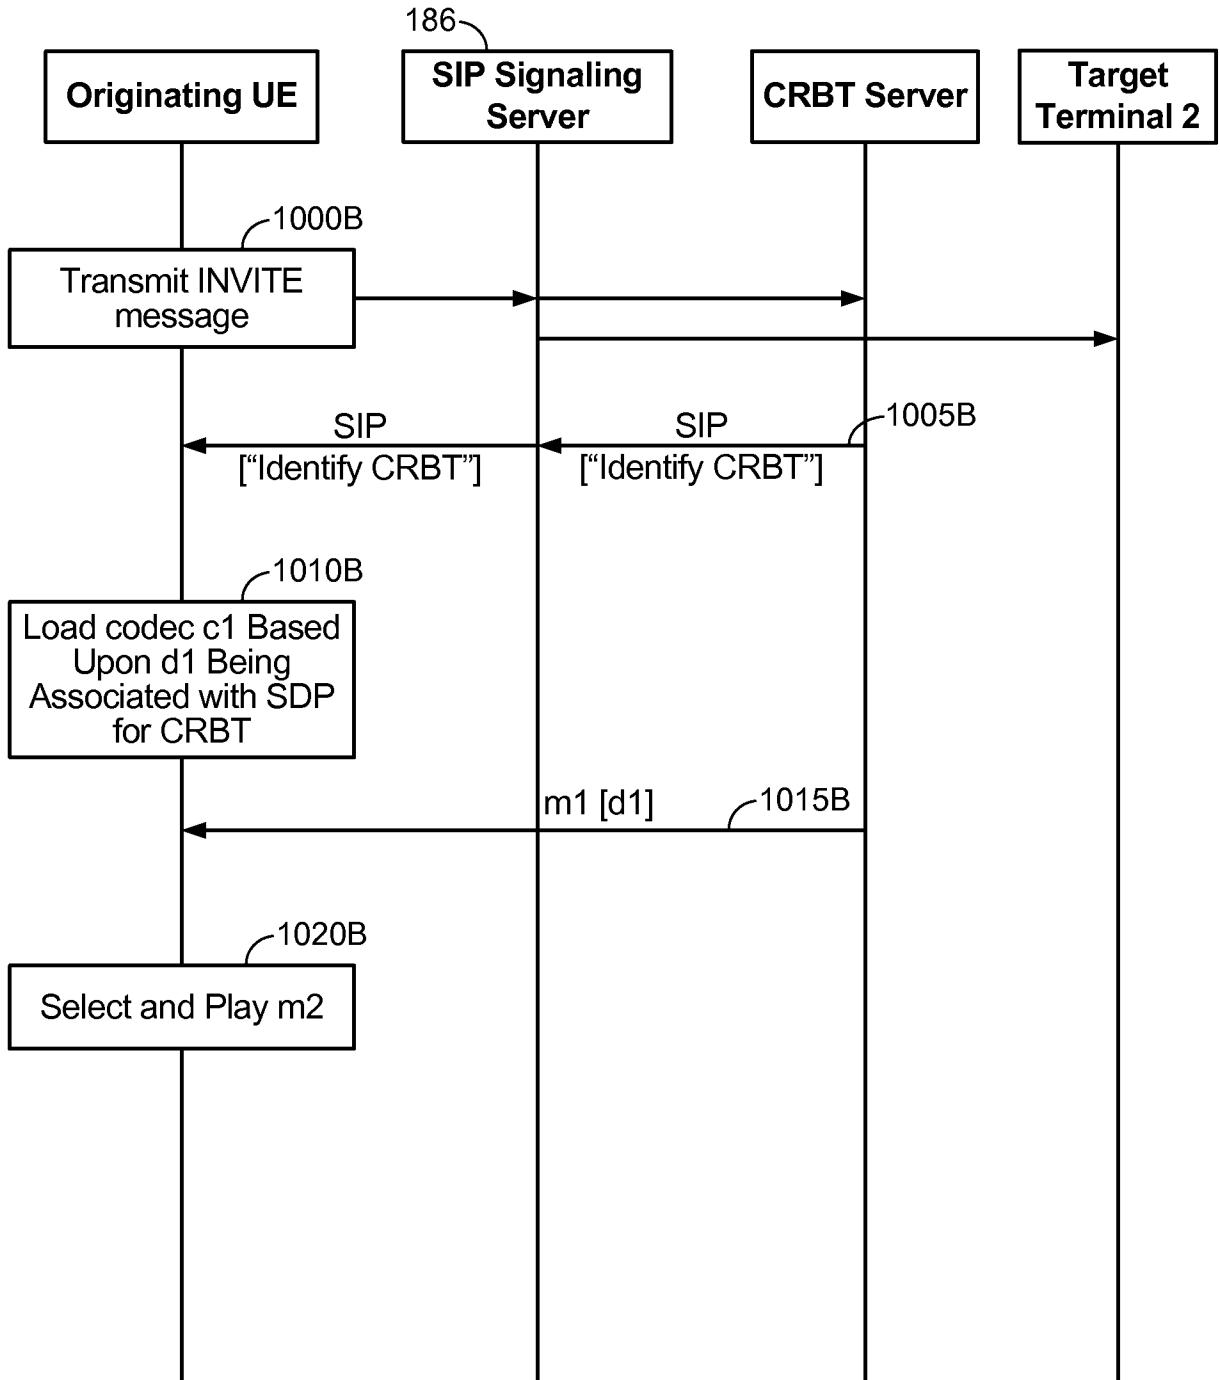 186
Originating UE
SIP Signaling
Server
CRBT Server
Target
Terminal 2
1000B
Transmit INVITE
message
1005B
SIP
SIP
[“Identify CRBT”]
[“Identify CRBT”]
1010B
Load codec c1 Based
Upon d1 Being
Associated with SDP
for CRBT
m1 [d1]
1015B
1020B
Select and Play m2